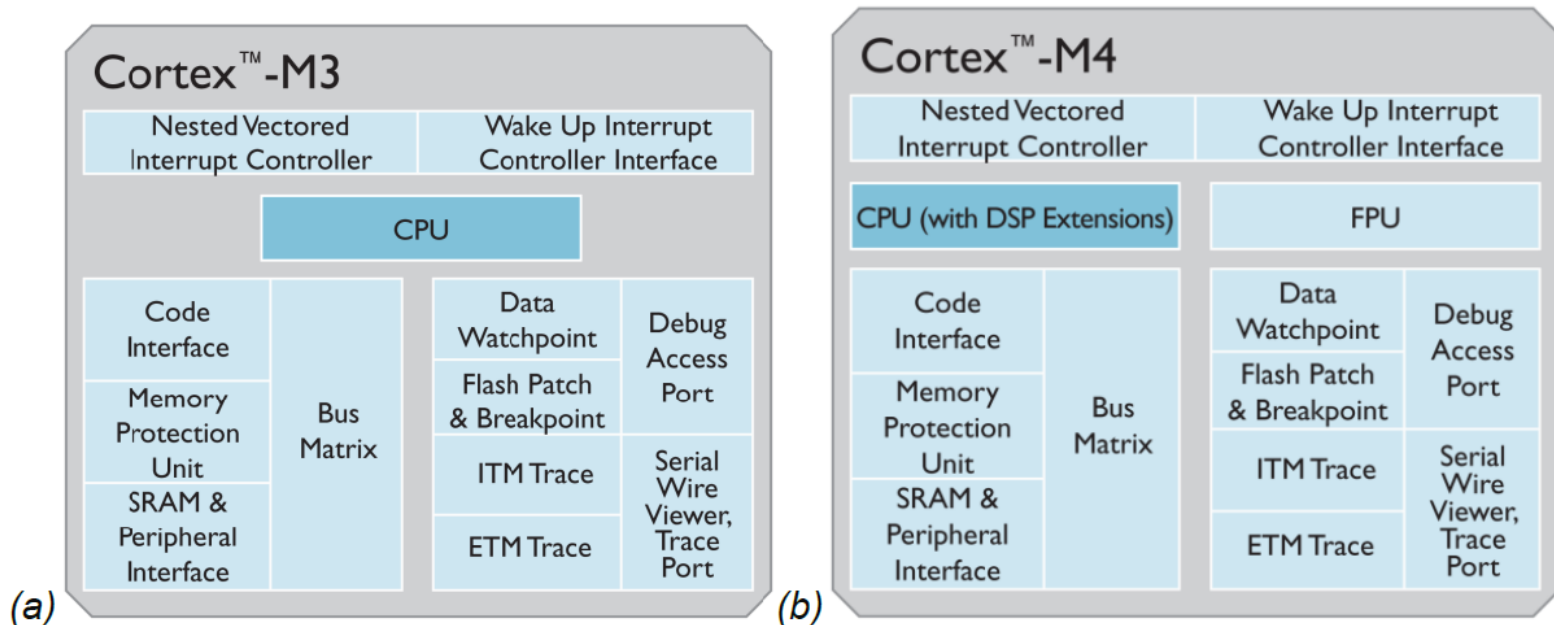 Cortex™-M3
Nested Vectored
Interrupt Controller
Wake Up Interrupt
Controller Interface
CPU
Code
Interface
Memory
Protection
Unit
SRAM &
Peripheral
Interface
Bus
Matrix
Data
Watchpoint
Flash Patch
& Breakpoint
ITM Trace
ETM Trace
Debug
Access
Port
Serial
Wire
Viewer,
Trace
Port
(a)
Cortex™-M4
Nested Vectored
Interrupt Controller
Wake Up Interrupt
Controller Interface
CPU (with DSP Extensions)
FPU
Code
Interface
Memory
Protection
Unit
SRAM &
Peripheral
Interface
Bus
Matrix
Data
Watchpoint
Flash Patch
& Breakpoint
ITM Trace
ETM Trace
Debug
Access
Port
Serial
Wire
Viewer,
Trace
Port
(b)